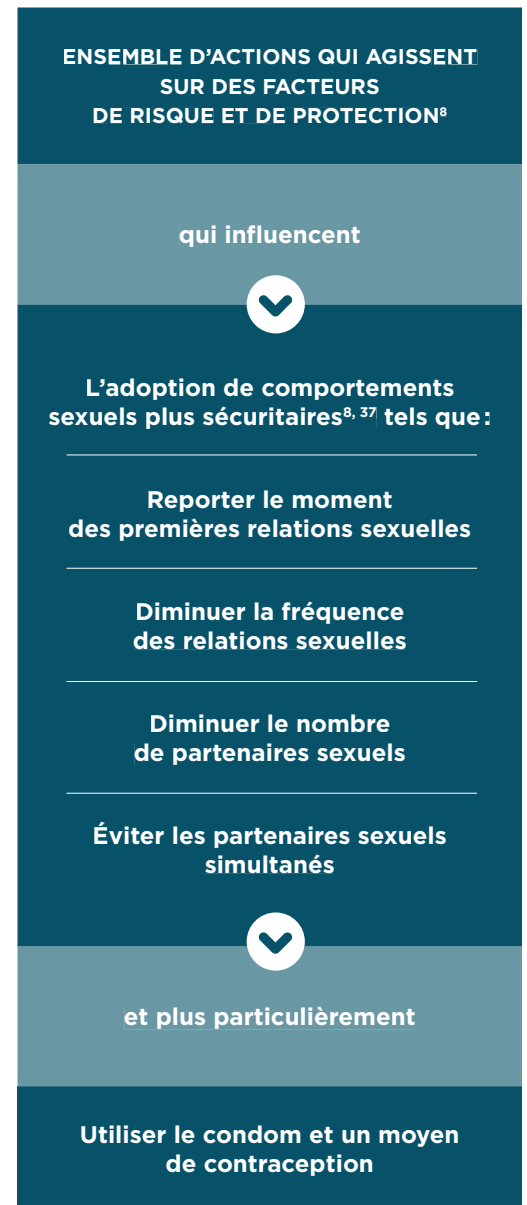 ENSEMBLE D’ACTIONS QUI AGISSENT
SUR DES FACTEURS
DE RISQUE ET DE PROTECTION⁸
qui influencent
L’adoption de comportements
sexuels plus sécuritaires⁸, ³⁷ tels que :
Reporter le moment
des premières relations sexuelles
Diminuer la fréquence
des relations sexuelles
Diminuer le nombre
de partenaires sexuels
Éviter les partenaires sexuels
simultanés
et plus particulièrement
Utiliser le condom et un moyen
de contraception